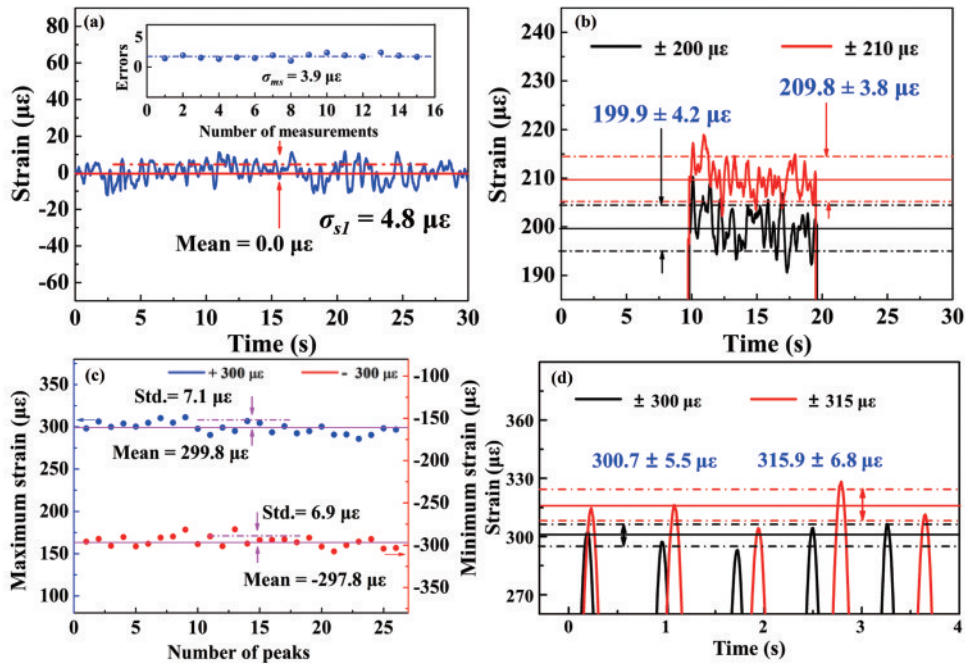 (a)
Strain (με)
80
60
40
20
0
-20
-40
-60
0 5 10 15 20 25 30
Time (s)
Errors
5
0
σms = 3.9 με
0 2 4 6 8 10 12 14 16
Number of measurements
σs1 = 4.8 με
Mean = 0.0 με
(b)
Strain (με)
240
230
220
210
200
190
0 5 10 15 20 25 30
Time (s)
± 200 με
± 210 με
209.8 ± 3.8 με
199.9 ± 4.2 με
(c)
+ 300 με
- 300 με
Maximum strain (με)
350
300
250
200
150
100
Std.= 7.1 με
Mean = 299.8 με
Std.= 6.9 με
Mean = -297.8 με
0 5 10 15 20 25
Number of peaks
-100
-150
-200
-250
-300
-350
Minimum strain (με)
(d)
± 300 με
± 315 με
Strain (με)
360
330
300
270
300.7 ± 5.5 με
315.9 ± 6.8 με
0 1 2 3 4
Time (s)